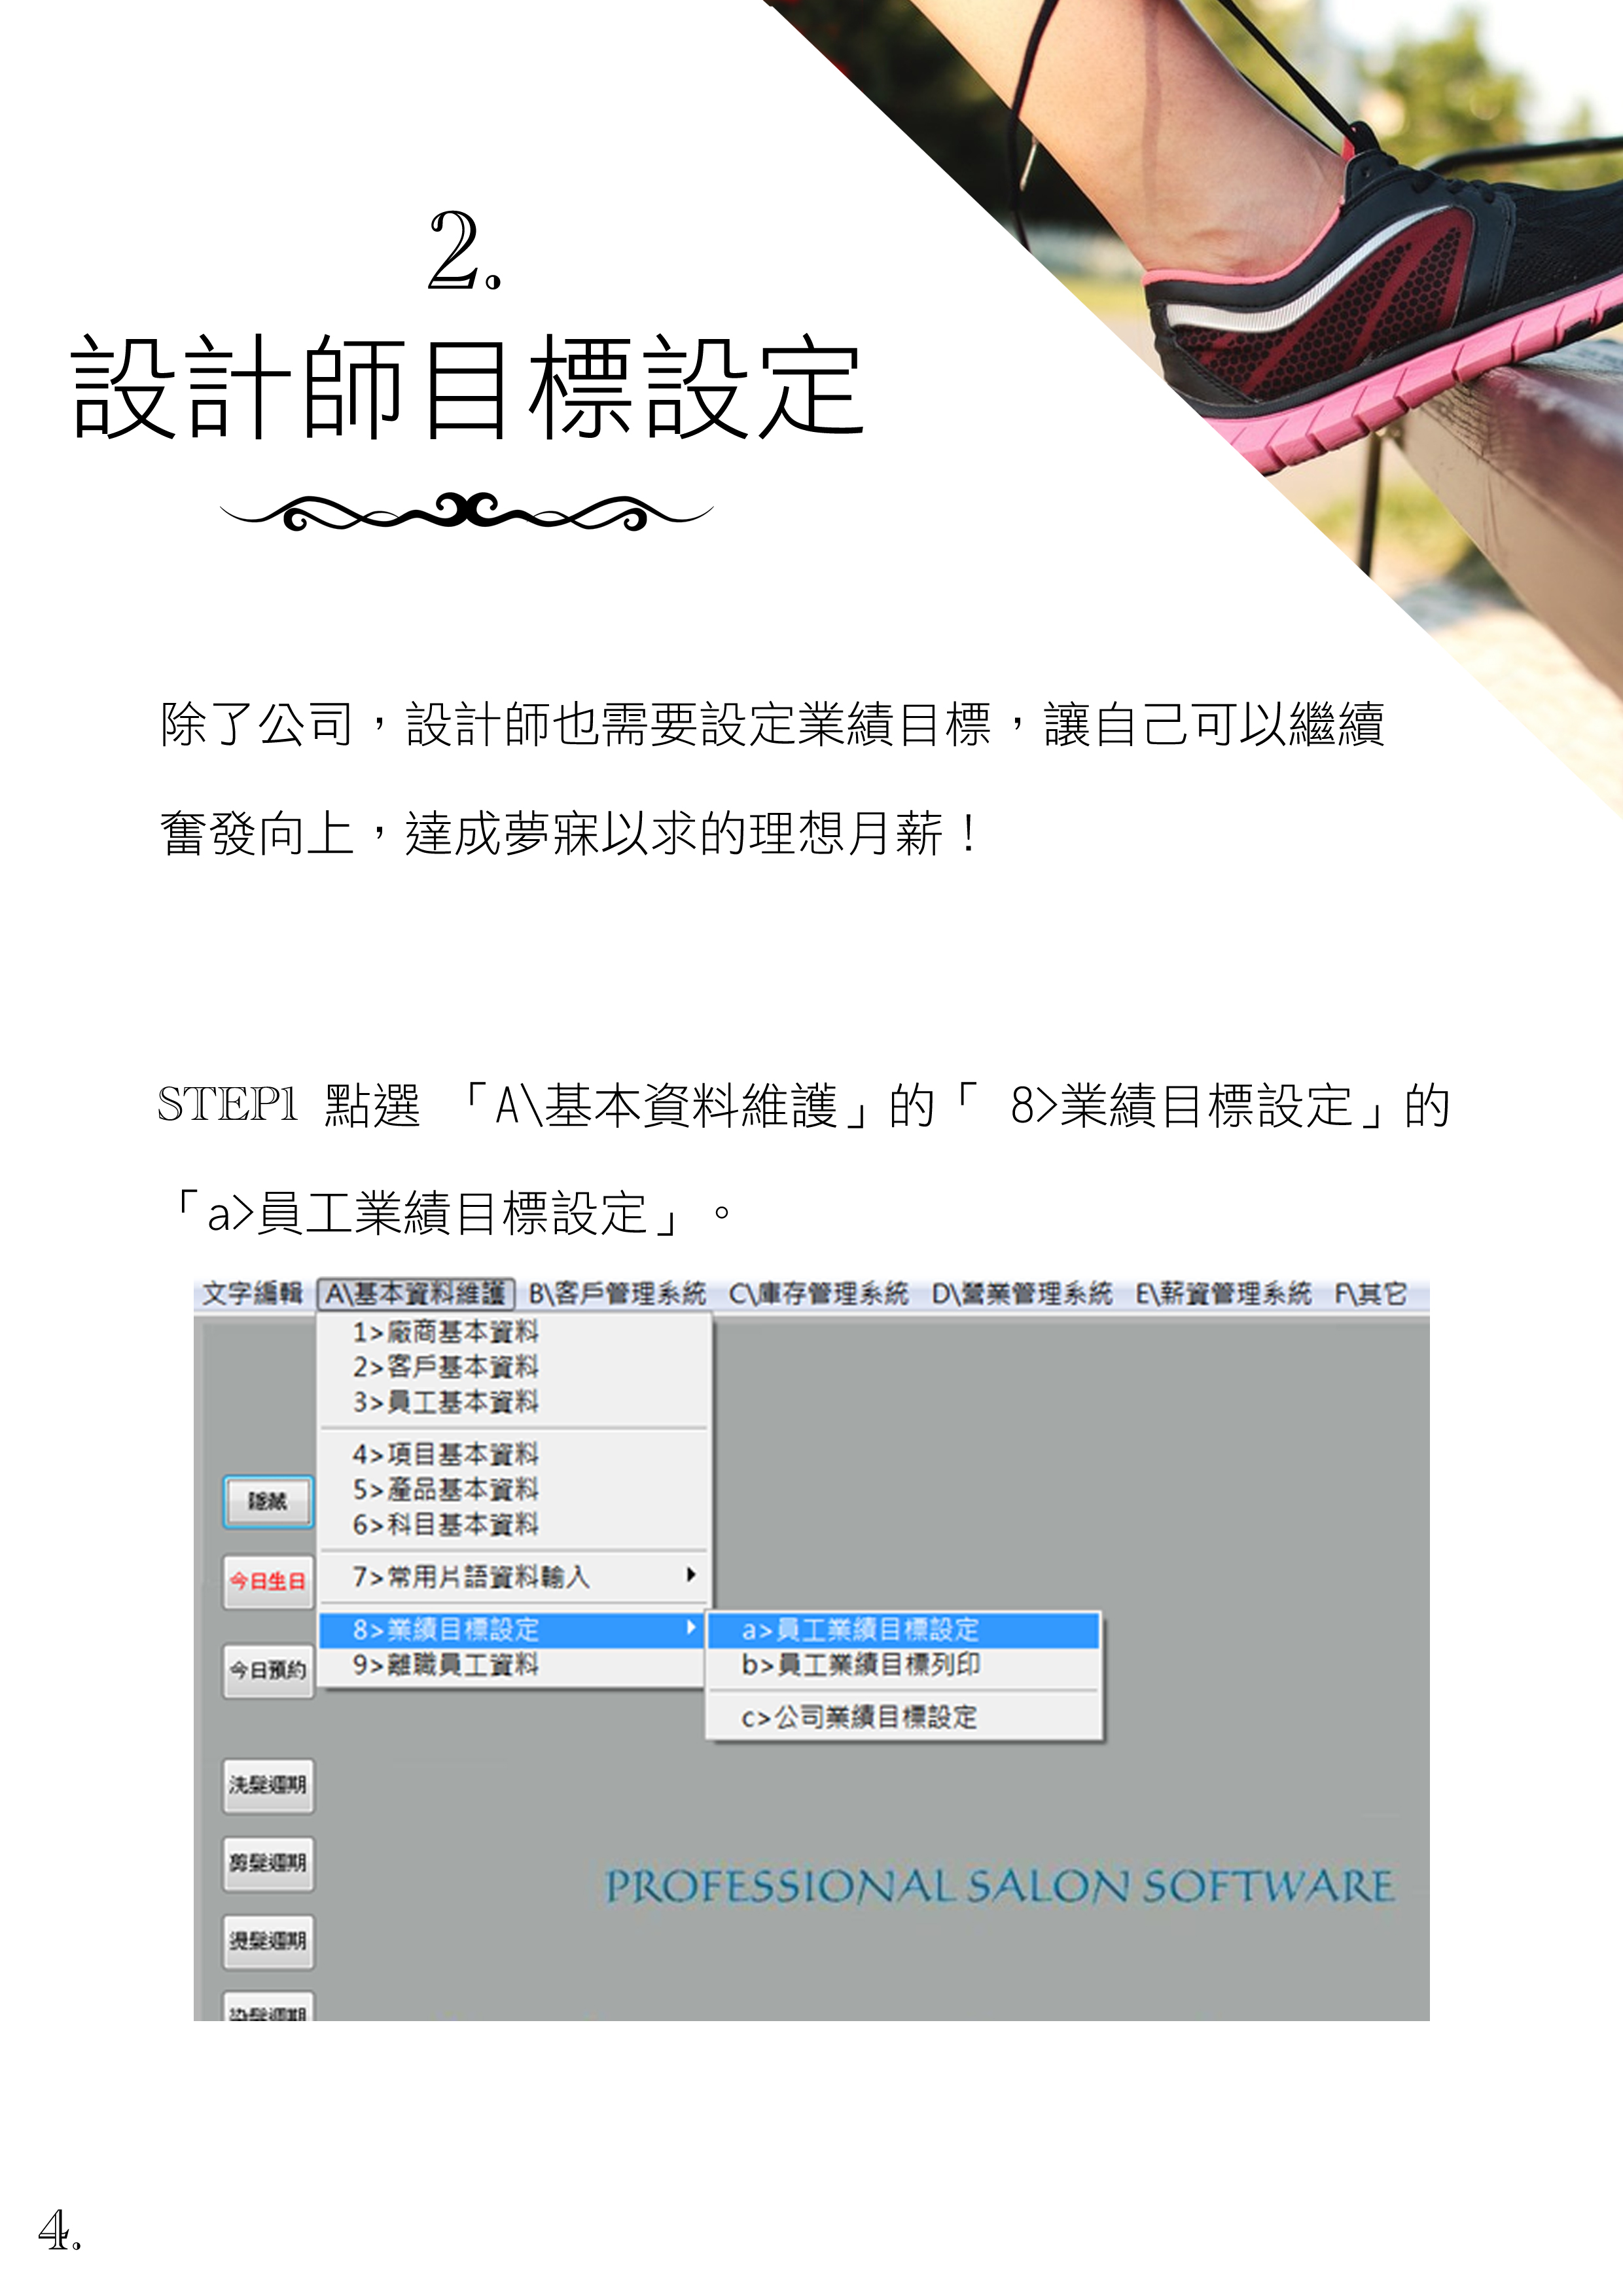 2.
設計師目標設定
除了公司，設計師也需要設定業績目標，讓自己可以繼續
奮發向上，達成夢寐以求的理想月薪！
STEP1 點選 「A\基本資料維護」的「 8>業績目標設定」的
「a>員工業績目標設定」。
文字編輯 A\基本資料維護 B\客戶管理系統 C\庫存管理系統 D\營業管理系統 E\薪資管理系統 F\其它
1>廠商基本資料
2>客戶基本資料
3>員工基本資料
4>項目基本資料
5>產品基本資料
6>科目基本資料
7>常用片語資料輸入
8>業績目標設定
9>離職員工資料
a>員工業績目標設定
b>員工業績目標列印
c>公司業績目標設定
隱藏
今日生日
今日預約
洗髮週期
剪髮週期
燙髮週期
染髮週期
PROFESSIONAL SALON SOFTWARE
4.